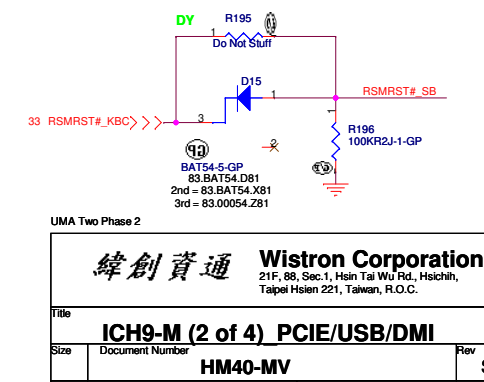 DY
R195
1
Do Not Stuff
D15
1
RSMRST#_SB
33 RSMRST#_KBC
3
1
2
R196
100KR2J-1-GP
BAT54-5-GP
83.BAT54.D81
2nd = 83.BAT54.X81
3rd = 83.00054.Z81
UMA Two Phase 2
緯創資通
Wistron Corporation
21F, 88, Sec.1, Hsin Tai Wu Rd., Hsichih,
Taipei Hsien 221, Taiwan, R.O.C.
Title
ICH9-M (2 of 4)_PCIE/USB/DMI
Size
Document Number
Rev
HM40-MV